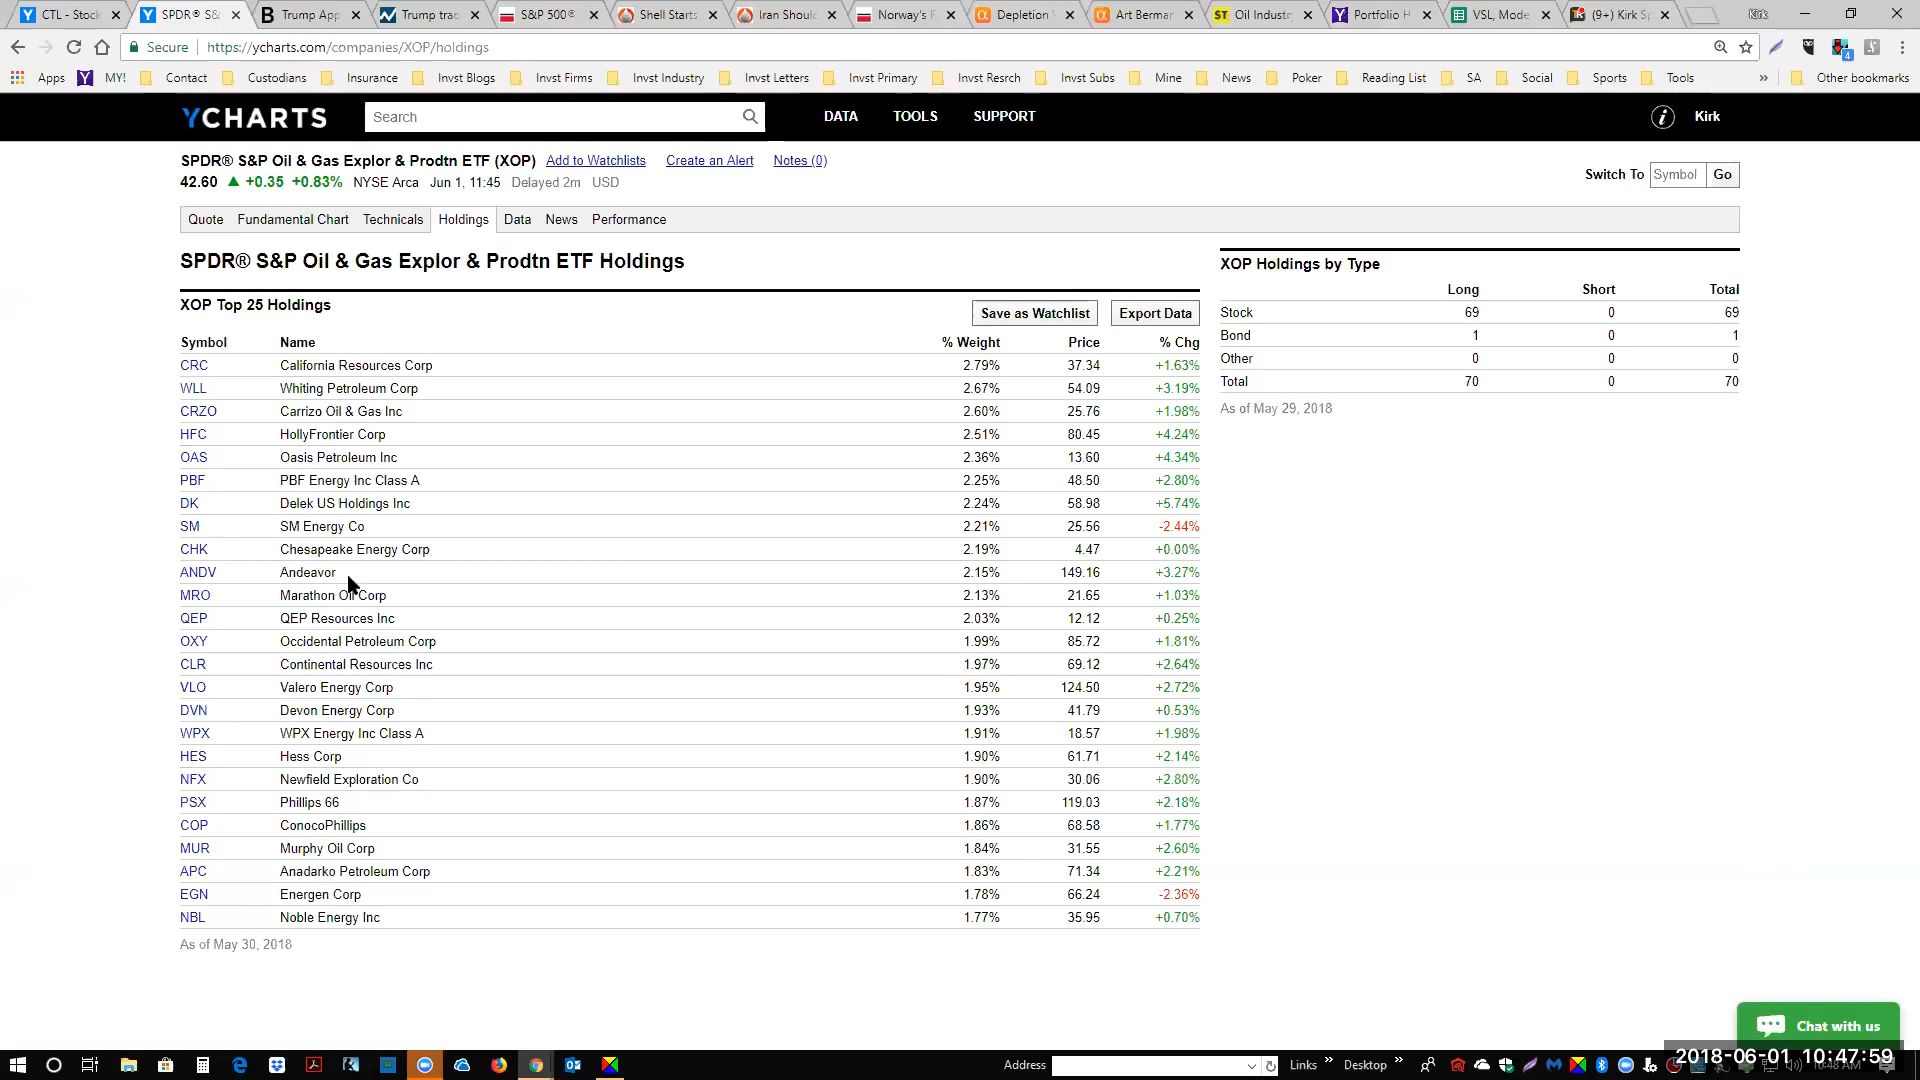 CTL - Stock
SPDR® S&
Trump App
Trump trac
S&P 500®
Shell Starts
Iran Shoul
Norway's F
Depletion
Art Bermar
Oil Industr
Portfolio H
VSL, Mode
(9+) Kirk Sp
Kirk
Secure https://ycharts.com/companies/XOP/holdings
Apps MY! Contact Custodians Insurance Invst Blogs Invst Firms Invst Industry Invst Letters Invst Primary Invst Resrch Invst Subs Mine News Poker Reading List SA Social Sports Tools » Other bookmarks
YCHARTS Search DATA TOOLS SUPPORT i Kirk
SPDR® S&P Oil & Gas Explor & Prodtn ETF (XOP) Add to Watchlists Create an Alert Notes (0)
42.60 ▲ +0.35 +0.83% NYSE Arca Jun 1, 11:45 Delayed 2m USD
Switch To Symbol Go
Quote Fundamental Chart Technicals Holdings Data News Performance
SPDR® S&P Oil & Gas Explor & Prodtn ETF Holdings
XOP Top 25 Holdings Save as Watchlist Export Data
Symbol Name % Weight Price % Chg
CRC California Resources Corp 2.79% 37.34 +1.63%
WLL Whiting Petroleum Corp 2.67% 54.09 +3.19%
CRZO Carrizo Oil & Gas Inc 2.60% 25.76 +1.98%
HFC HollyFrontier Corp 2.51% 80.45 +4.24%
OAS Oasis Petroleum Inc 2.36% 13.60 +4.34%
PBF PBF Energy Inc Class A 2.25% 48.50 +2.80%
DK Delek US Holdings Inc 2.24% 58.98 +5.74%
SM SM Energy Co 2.21% 25.56 -2.44%
CHK Chesapeake Energy Corp 2.19% 4.47 +0.00%
ANDV Andeavor 2.15% 149.16 +3.27%
MRO Marathon Oil Corp 2.13% 21.65 +1.03%
QEP QEP Resources Inc 2.03% 12.12 +0.25%
OXY Occidental Petroleum Corp 1.99% 85.72 +1.81%
CLR Continental Resources Inc 1.97% 69.12 +2.64%
VLO Valero Energy Corp 1.95% 124.50 +2.72%
DVN Devon Energy Corp 1.93% 41.79 +0.53%
WPX WPX Energy Inc Class A 1.91% 18.57 +1.98%
HES Hess Corp 1.90% 61.71 +2.14%
NFX Newfield Exploration Co 1.90% 30.06 +2.80%
PSX Phillips 66 1.87% 119.03 +2.18%
COP ConocoPhillips 1.86% 68.58 +1.77%
MUR Murphy Oil Corp 1.84% 31.55 +2.60%
APC Anadarko Petroleum Corp 1.83% 71.34 +2.21%
EGN Energen Corp 1.78% 66.24 -2.36%
NBL Noble Energy Inc 1.77% 35.95 +0.70%
As of May 30, 2018
XOP Holdings by Type
Long Short Total
Stock 69 0 69
Bond 1 0 1
Other 0 0 0
Total 70 0 70
As of May 29, 2018
Chat with us
Address Links » Desktop »
2018-06-01 10:47:59
10:48 AM